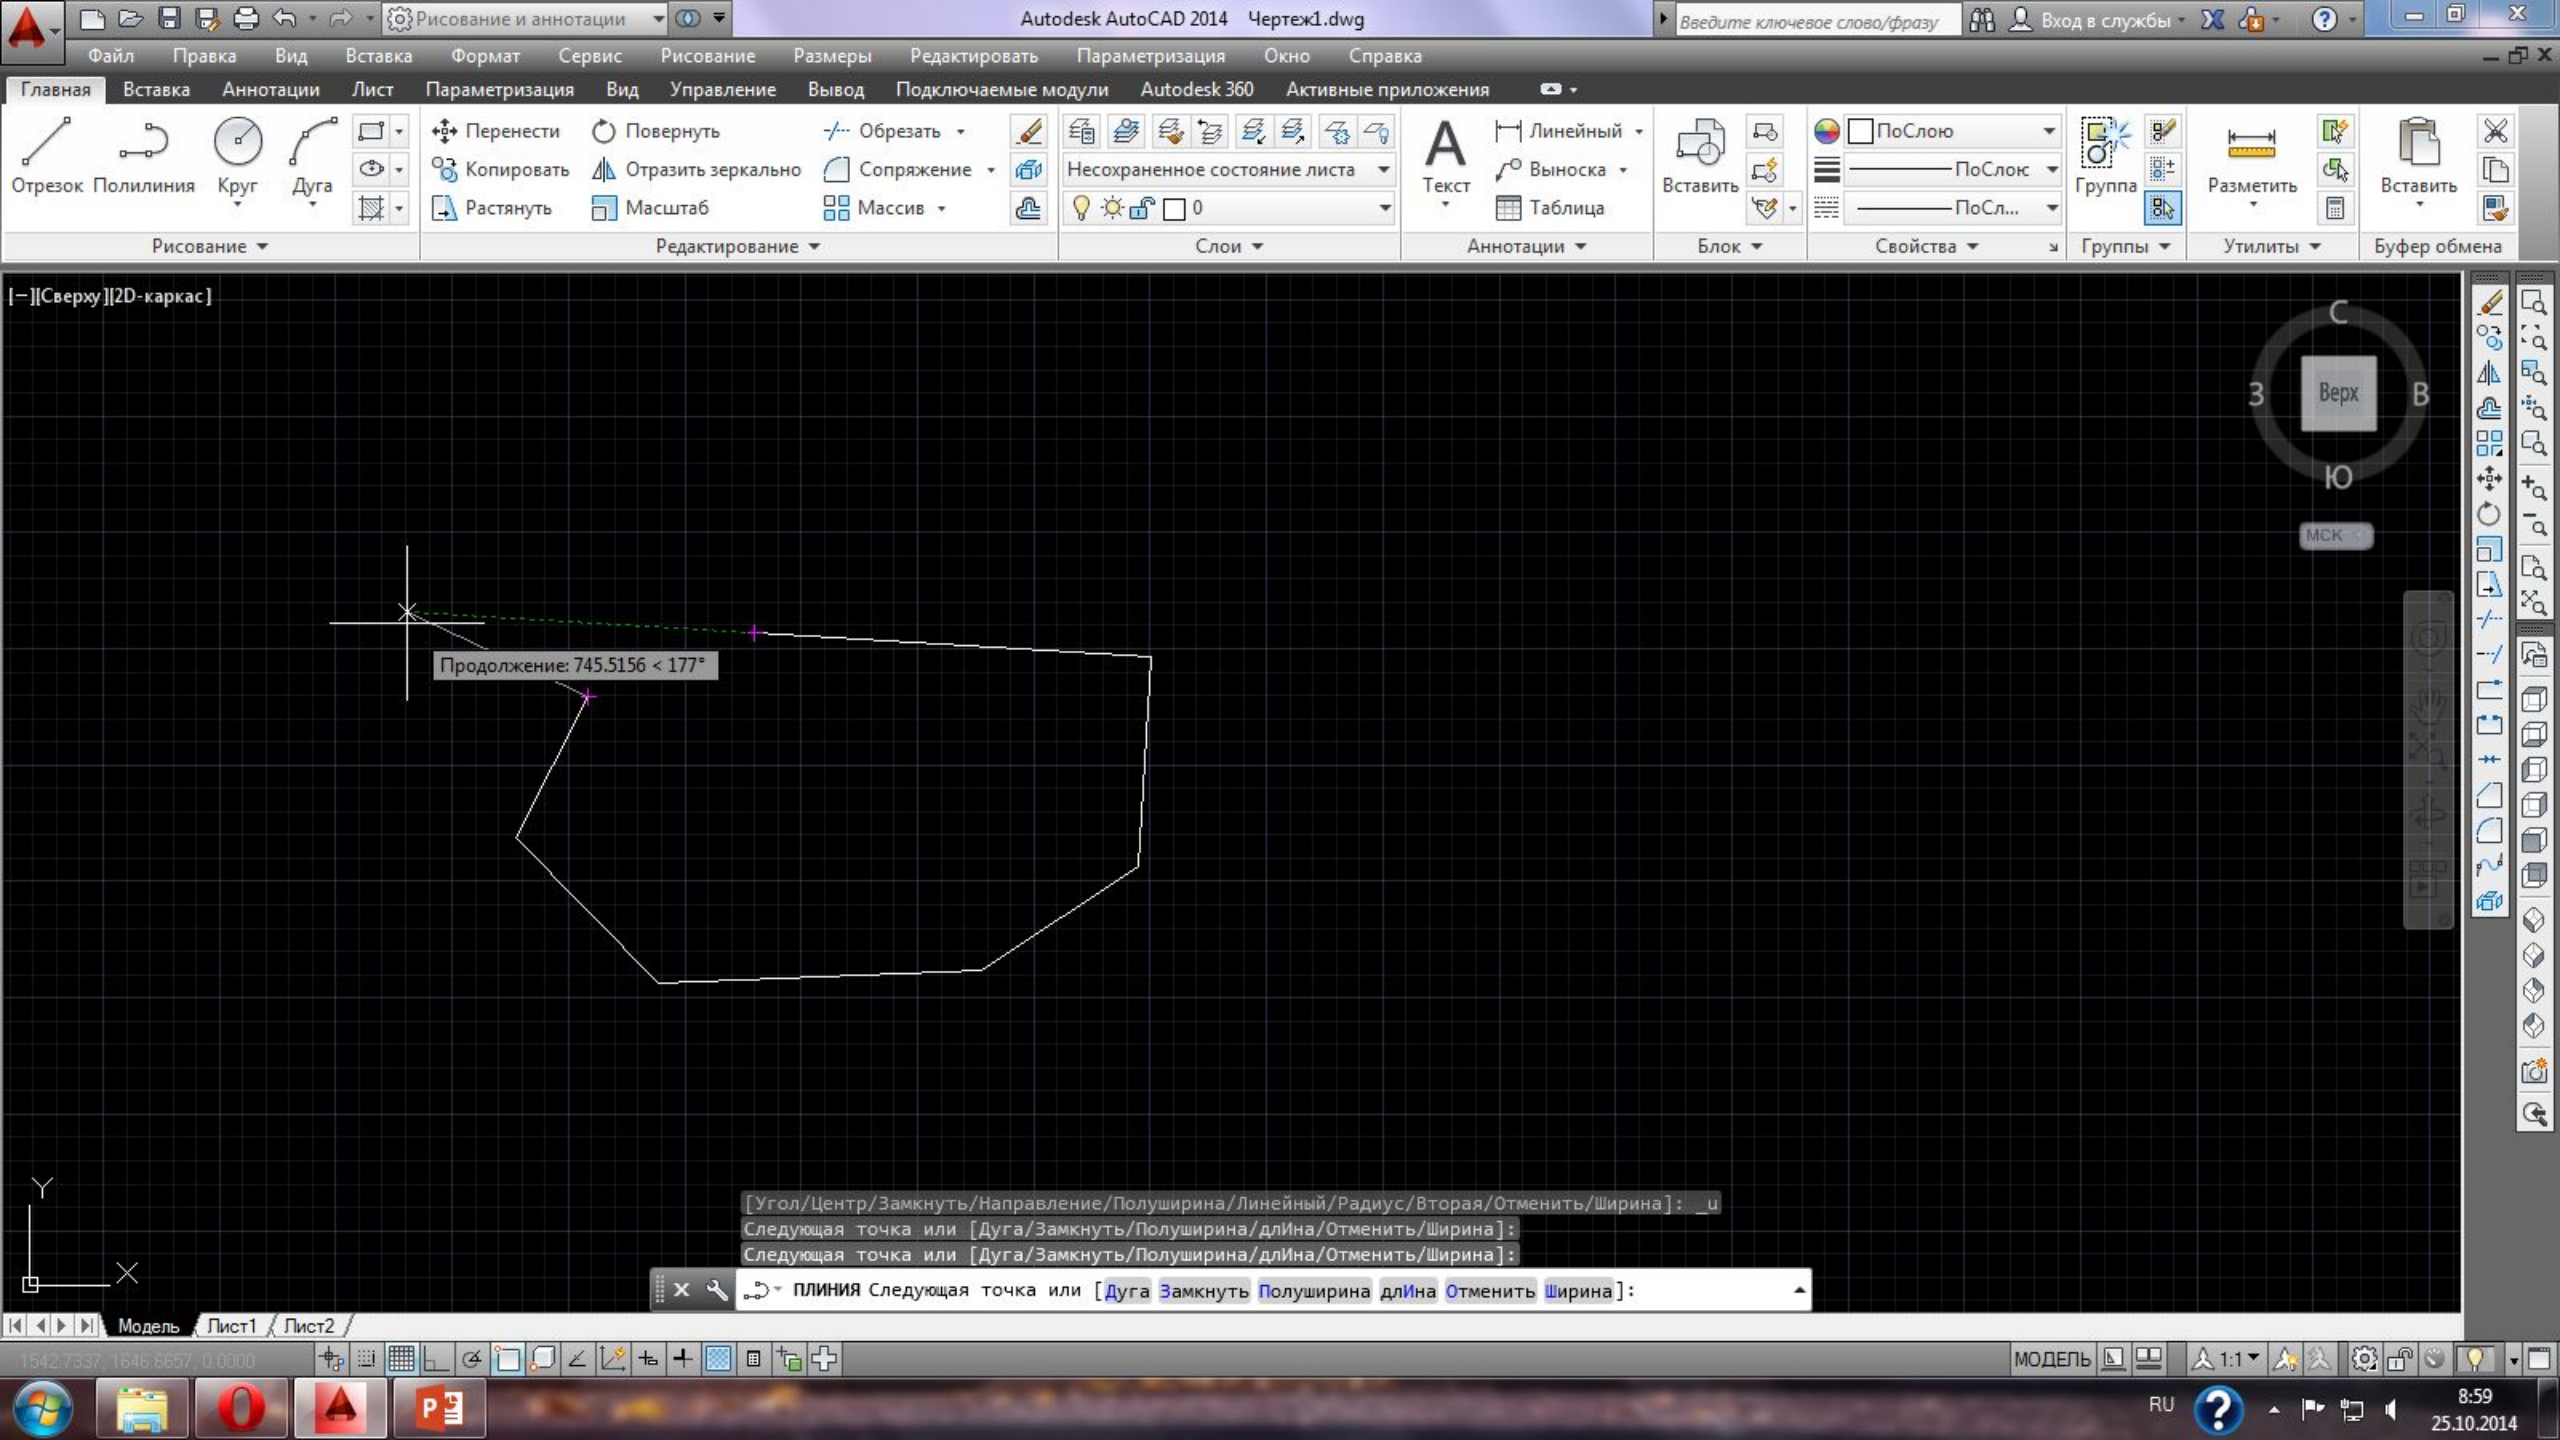 Рисование и аннотации
Autodesk AutoCAD 2014 Чертеж1.dwg
Введите ключевое слово/фразу
Вход в службы
Файл Правка Вид Вставка Формат Сервис Рисование Размеры Редактировать Параметризация Окно Справка
Главная Вставка Аннотации Лист Параметризация Вид Управление Вывод Подключаемые модули Autodesk 360 Активные приложения
Перенести Повернуть Обрезать
Линейный
ПоСлою
Копировать Отразить зеркально Сопряжение
Несохраненное состояние листа
Выноска
ПоСлою
Отрезок Полилиния Круг Дуга
Текст
Вставить
Группа Разметить Вставить
Растянуть Масштаб Массив
0
Таблица
ПоСл...
Рисование Редактирование Слои Аннотации Блок Свойства Группы Утилиты Буфер обмена
[−][Сверху][2D-каркас]
С
З Верх В
Ю
МСК
Продолжение: 745.5156 < 177°
Y
X
[Угол/Центр/Замкнуть/Направление/Полуширина/Линейный/Радиус/Вторая/Отменить/Ширина]: _u
Следующая точка или [Дуга/Замкнуть/Полуширина/длИна/Отменить/Ширина]:
Следующая точка или [Дуга/Замкнуть/Полуширина/длИна/Отменить/Ширина]:
ПЛИНИЯ Следующая точка или [Дуга Замкнуть Полуширина длИна Отменить Ширина]:
Модель Лист1 Лист2
1542.7337, 1646.6657, 0.0000
МОДЕЛЬ
1:1
RU
8:59
25.10.2014